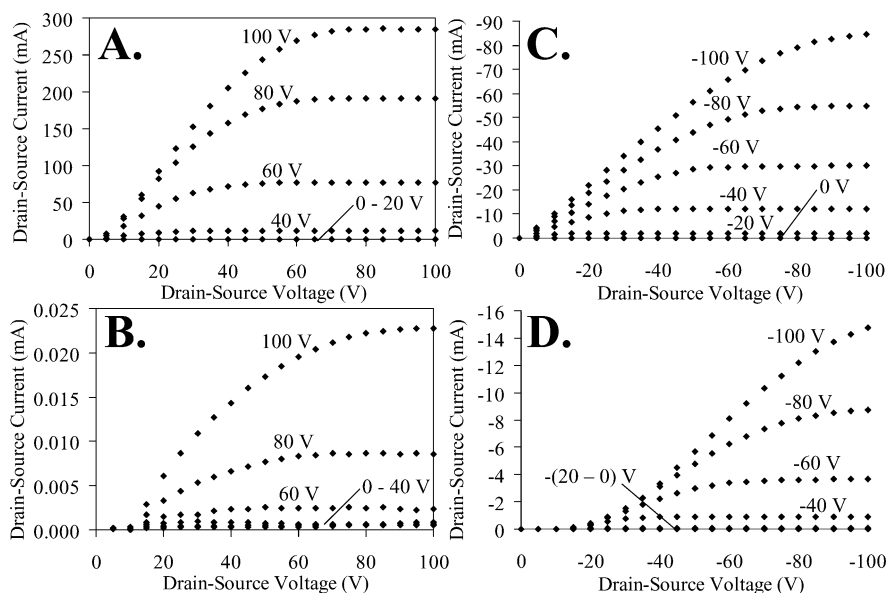 A.
Drain-Source Current (mA)
300
250
200
150
100
50
0
100 V
80 V
60 V
40 V
0 - 20 V
0 20 40 60 80 100
Drain-Source Voltage (V)
C.
Drain-Source Current (mA)
-90
-80
-70
-60
-50
-40
-30
-20
-10
0
-100 V
-80 V
-60 V
-40 V
-20 V
0 V
0 -20 -40 -60 -80 -100
Drain-Source Voltage (V)
B.
Drain-Source Current (mA)
0.025
0.020
0.015
0.010
0.005
0.000
100 V
80 V
60 V
0 - 40 V
0 20 40 60 80 100
Drain-Source Voltage (V)
D.
Drain-Source Current (mA)
-16
-14
-12
-10
-8
-6
-4
-2
0
-100 V
-80 V
-60 V
-40 V
-(20 – 0) V
0 -20 -40 -60 -80 -100
Drain-Source Voltage (V)